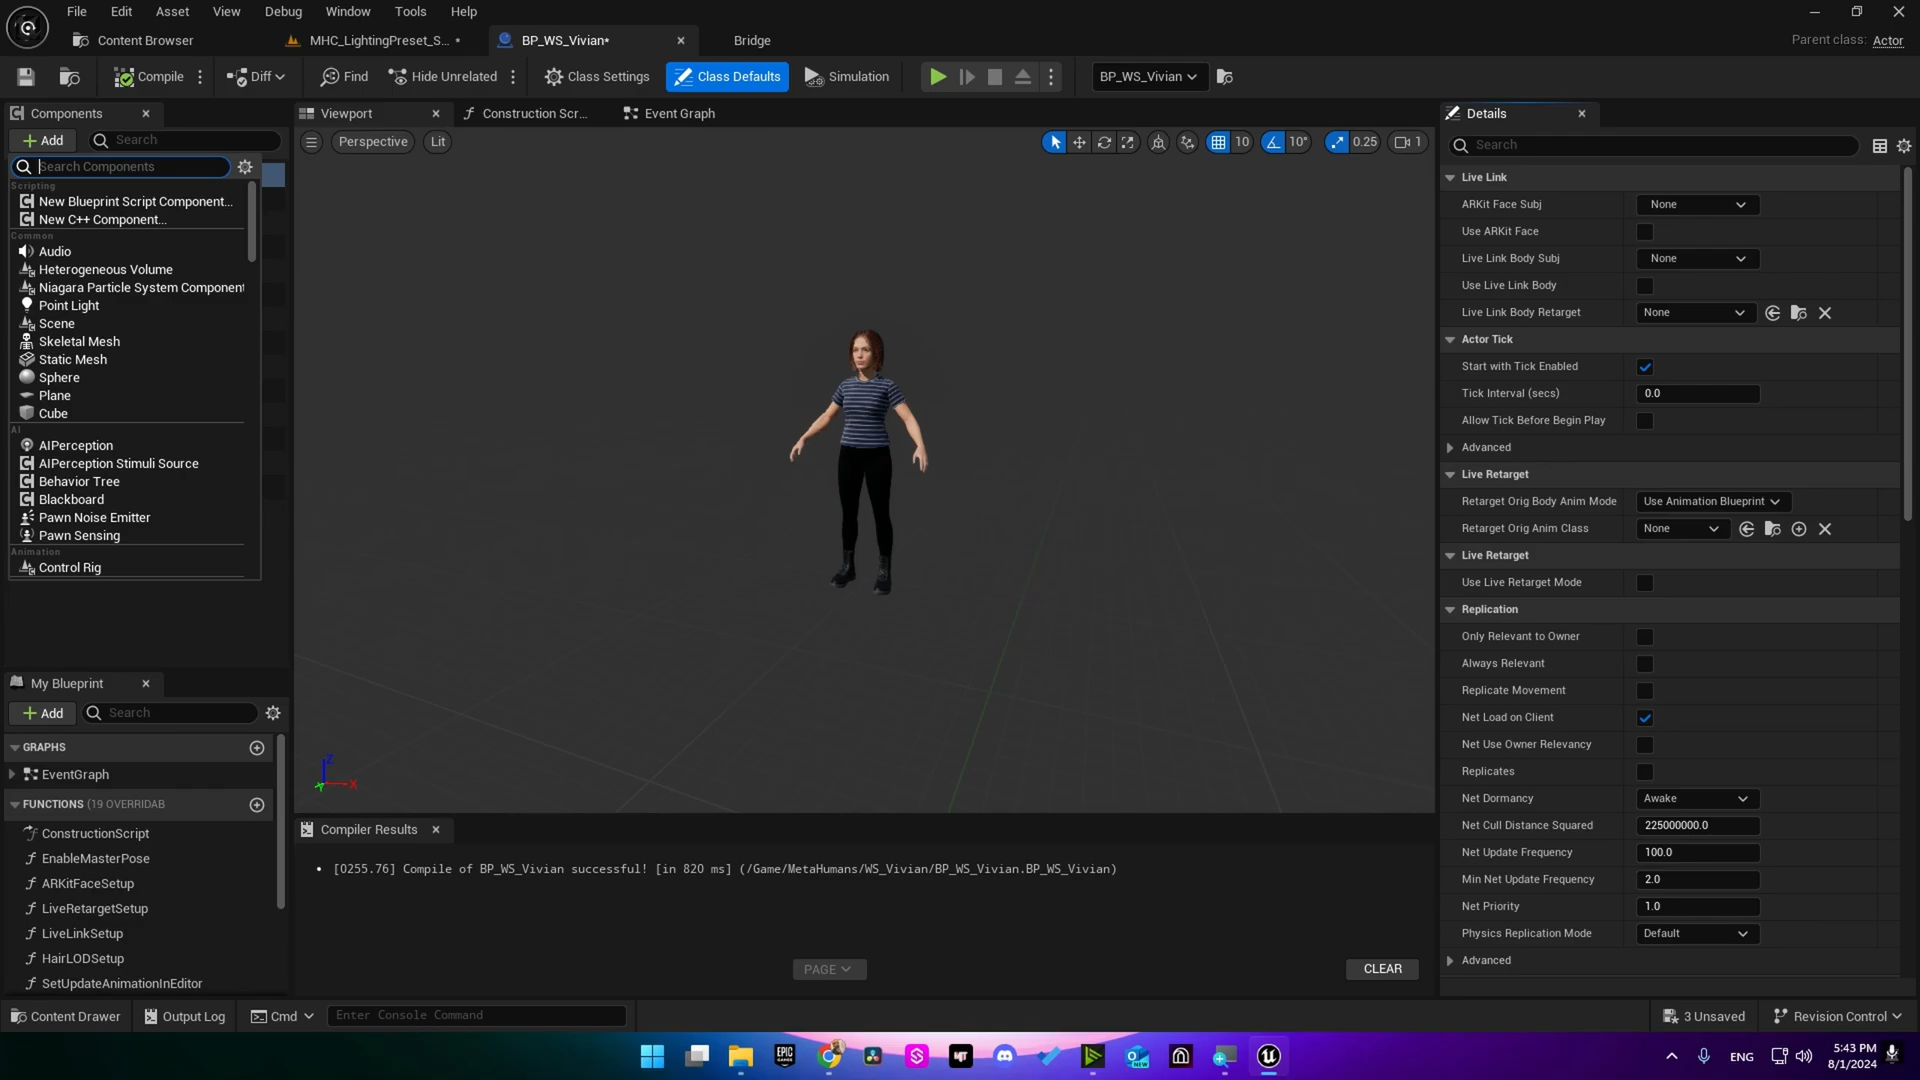 File Edit Asset View Debug Window Tools Help
Content Browser
MHC_LightingPreset_S... •
BP_WS_Vivian*
Bridge
Parent class: Actor
Compile
Diff
Find
Hide Unrelated
Class Settings
Class Defaults
Simulation
BP_WS_Vivian
Components
Viewport
Construction Scr...
Event Graph
Details
+ Add
Search
Perspective
Lit
10
10°
0.25
1
Search
Search Components
Scripting
New Blueprint Script Component...
New C++ Component...
Common
Audio
Heterogeneous Volume
Niagara Particle System Component
Point Light
Scene
Skeletal Mesh
Static Mesh
Sphere
Plane
Cube
AI
AIPerception
AIPerception Stimuli Source
Behavior Tree
Blackboard
Pawn Noise Emitter
Pawn Sensing
Animation
Control Rig
Z
X
Y
Live Link
ARKit Face Subj None
Use ARKit Face
Live Link Body Subj None
Use Live Link Body
Live Link Body Retarget None
Actor Tick
Start with Tick Enabled
Tick Interval (secs) 0.0
Allow Tick Before Begin Play
Advanced
Live Retarget
Retarget Orig Body Anim Mode Use Animation Blueprint
Retarget Orig Anim Class None
Live Retarget
Use Live Retarget Mode
Replication
Only Relevant to Owner
Always Relevant
Replicate Movement
Net Load on Client
Net Use Owner Relevancy
Replicates
Net Dormancy Awake
Net Cull Distance Squared 225000000.0
Net Update Frequency 100.0
Min Net Update Frequency 2.0
Net Priority 1.0
Physics Replication Mode Default
Advanced
My Blueprint
+ Add
Search
GRAPHS
EventGraph
FUNCTIONS (19 OVERRIDAB
ConstructionScript
EnableMasterPose
ARKitFaceSetup
LiveRetargetSetup
LiveLinkSetup
HairLODSetup
SetUpdateAnimationInEditor
Compiler Results
• [0255.76] Compile of BP_WS_Vivian successful! [in 820 ms] (/Game/MetaHumans/WS_Vivian/BP_WS_Vivian.BP_WS_Vivian)
PAGE
CLEAR
Content Drawer
Output Log
Cmd
Enter Console Command
3 Unsaved
Revision Control
EPIC GAMES
NEW
ENG
5:43 PM
8/1/2024